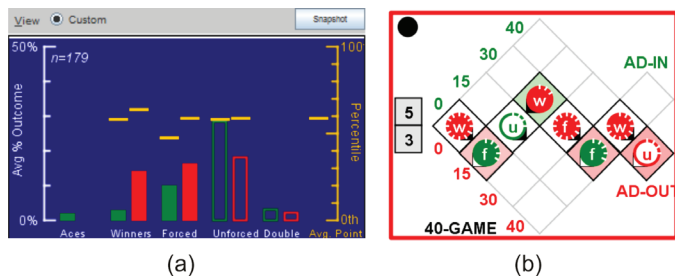 View Custom Snapshot
50%
n=179
100th
Avg % Outcome
Percentile
0%
0th
Aces Winners Forced Unforced Double Avg. Point
40
30
15
0
AD-IN
5
3
w
u
w
f
w
f
f
u
0
15
30
40
AD-OUT
40-GAME
(a)
(b)